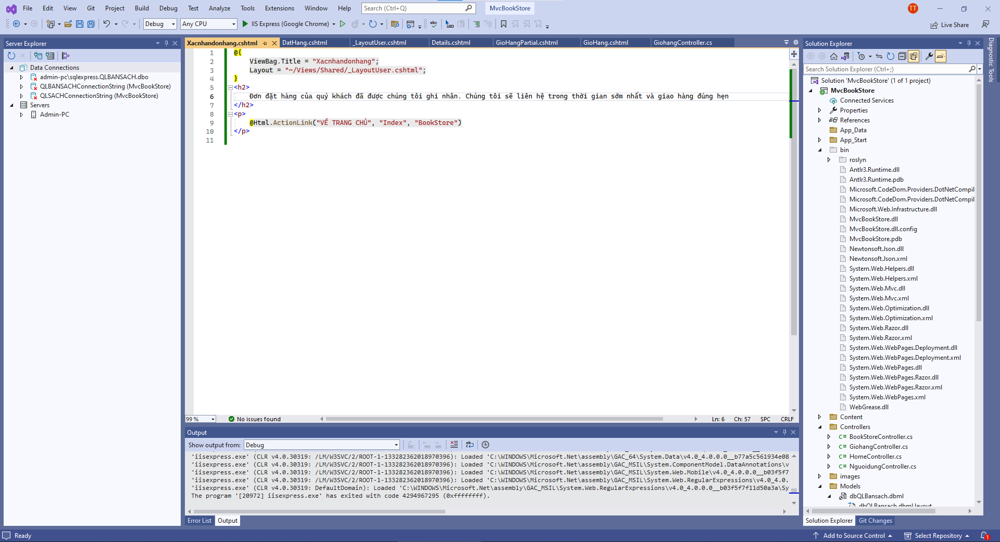 File Edit View Git Project Build Debug Test Analyze Tools Extensions Window Help Search (Ctrl+Q) MvcBookStore TT
Debug Any CPU IIS Express (Google Chrome) Live Share
Server Explorer
Data Connections
admin-pc\sqlexpress.QLBANSACH.dbo
QLBANSACHConnectionString (MvcBookStore)
QLSACHConnectionString (MvcBookStore)
Servers
Admin-PC
Xacnhandonhang.cshtml DatHang.cshtml _LayoutUser.cshtml Details.cshtml GioHangPartial.cshtml GioHang.cshtml GiohangController.cs
1 @{
2 ViewBag.Title = "Xacnhandonhang";
3 Layout = "~/Views/Shared/_LayoutUser.cshtml";
4 }
5 <h2>
6 Đơn đặt hàng của quý khách đã được chúng tôi ghi nhân. Chúng tôi sẽ liên hệ trong thời gian sớm nhất và giao hàng đúng hẹn
7 </h2>
8 <p>
9 @Html.ActionLink("VỀ TRANG CHỦ", "Index", "BookStore")
10 </p>
11
99 % No issues found Ln: 6 Ch: 57 SPC CRLF
Output
Show output from: Debug
'iisexpress.exe' (CLR v4.0.30319: /LM/W3SVC/2/ROOT-1-133282362018970396): Loaded 'C:\WINDOWS\Microsoft.Net\assembly\GAC_64\System.Data\v4.0_4.0.0.0__b77a5c561934e08
'iisexpress.exe' (CLR v4.0.30319: /LM/W3SVC/2/ROOT-1-133282362018970396): Loaded 'C:\WINDOWS\Microsoft.Net\assembly\GAC_MSIL\System.ComponentModel.DataAnnotations\v
'iisexpress.exe' (CLR v4.0.30319: /LM/W3SVC/2/ROOT-1-133282362018970396): Loaded 'C:\WINDOWS\Microsoft.Net\assembly\GAC_MSIL\System.Web.Mobile\v4.0_4.0.0.0__b03f5f7
'iisexpress.exe' (CLR v4.0.30319: /LM/W3SVC/2/ROOT-1-133282362018970396): Loaded 'C:\WINDOWS\Microsoft.Net\assembly\GAC_MSIL\System.Web.RegularExpressions\v4.0_4.0.
'iisexpress.exe' (CLR v4.0.30319: DefaultDomain): Loaded 'C:\WINDOWS\Microsoft.Net\assembly\GAC_MSIL\System.Web.RegularExpressions\v4.0_4.0.0.0__b03f5f7f11d50a3a\Sy
The program '[20972] iisexpress.exe' has exited with code 4294967295 (0xffffffff).
Error List Output
Solution Explorer
Search Solution Explorer (Ctrl+;)
Solution 'MvcBookStore' (1 of 1 project)
MvcBookStore
Connected Services
Properties
References
App_Data
App_Start
bin
roslyn
Antlr3.Runtime.dll
Antlr3.Runtime.pdb
Microsoft.CodeDom.Providers.DotNetCompil
Microsoft.CodeDom.Providers.DotNetCompil
Microsoft.Web.Infrastructure.dll
MvcBookStore.dll
MvcBookStore.dll.config
MvcBookStore.pdb
Newtonsoft.Json.dll
Newtonsoft.Json.xml
System.Web.Helpers.dll
System.Web.Helpers.xml
System.Web.Mvc.dll
System.Web.Mvc.xml
System.Web.Optimization.dll
System.Web.Optimization.xml
System.Web.Razor.dll
System.Web.Razor.xml
System.Web.WebPages.Deployment.dll
System.Web.WebPages.Deployment.xml
System.Web.WebPages.dll
System.Web.WebPages.Razor.dll
System.Web.WebPages.Razor.xml
System.Web.WebPages.xml
WebGrease.dll
Content
Controllers
C# BookStoreController.cs
C# GiohangController.cs
C# HomeController.cs
C# NguoidungController.cs
images
Models
dbQLBansach.dbml
dbQLBansach.dbml.layout
Solution Explorer Git Changes
Diagnostic Tools
Ready Add to Source Control Select Repository 1